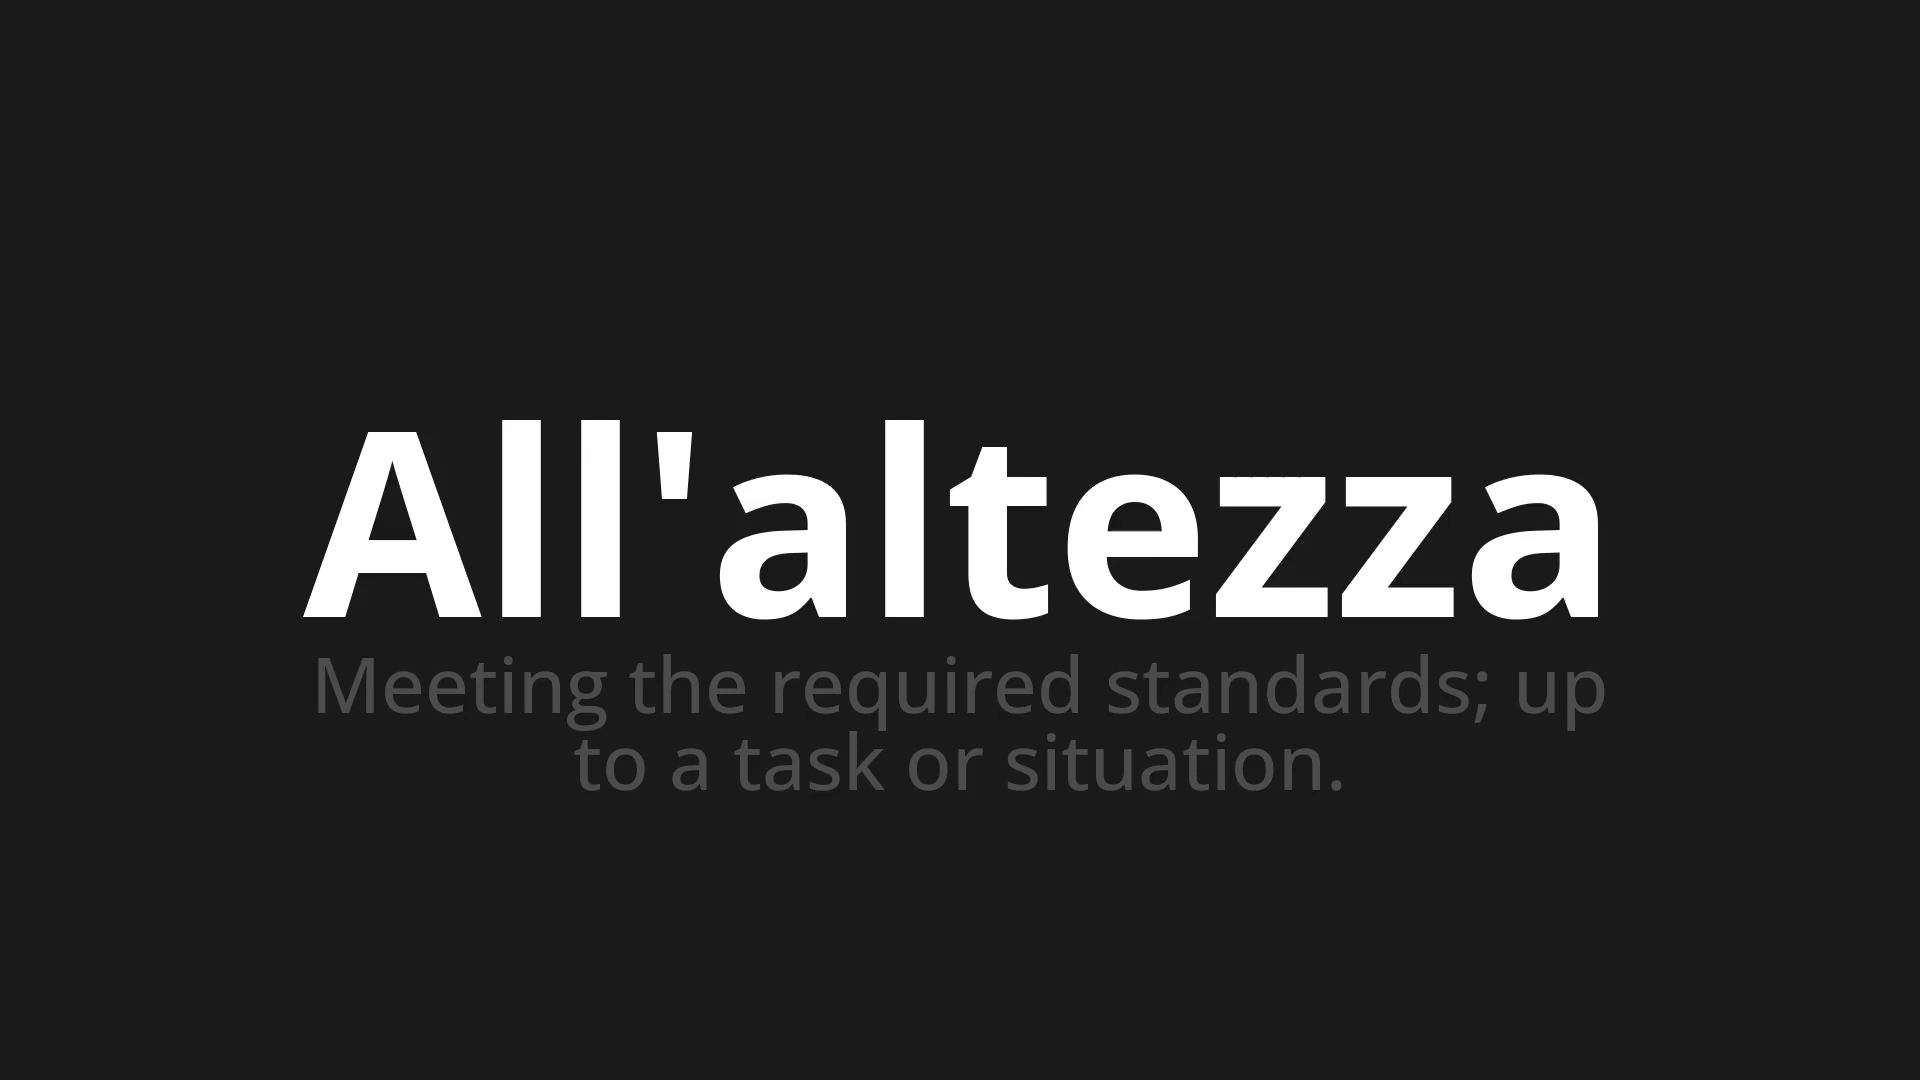 All'altezza
Meeting the required standards; up
to a task or situation.